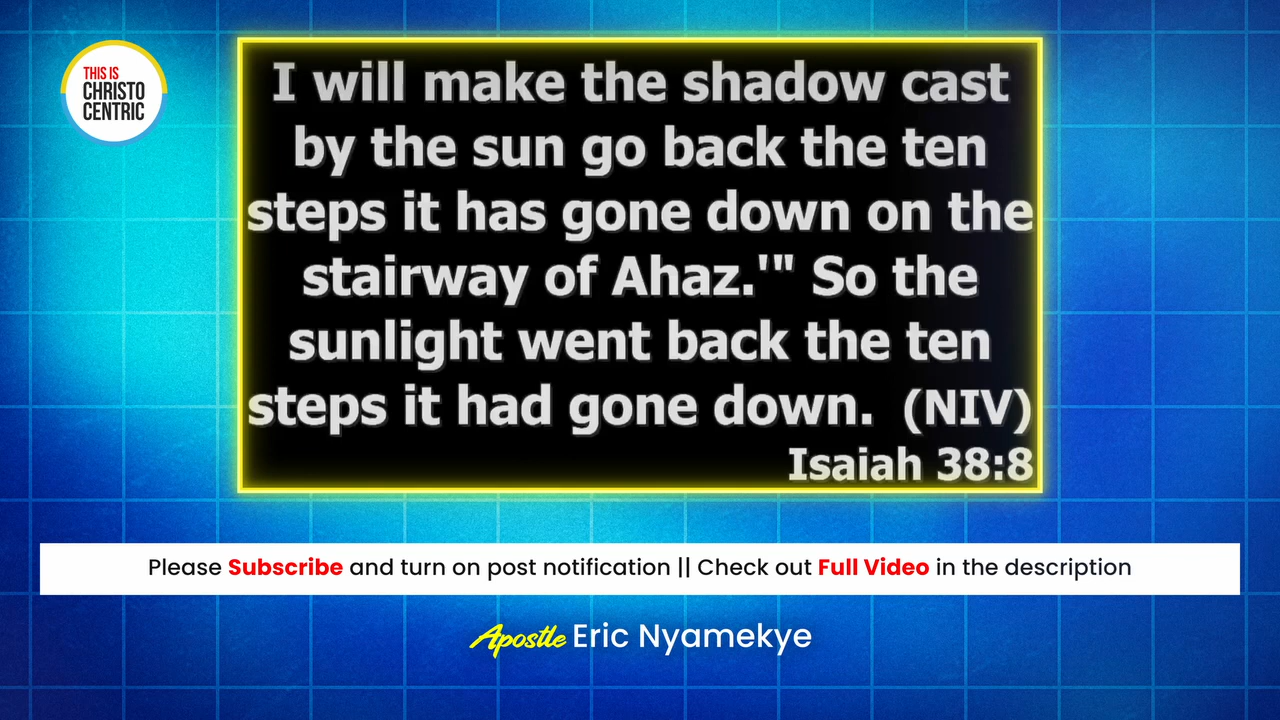 THIS IS
CHRISTO
CENTRIC
I will make the shadow cast
by the sun go back the ten
steps it has gone down on the
stairway of Ahaz.'" So the
sunlight went back the ten
steps it had gone down. (NIV)
Isaiah 38:8
Please Subscribe and turn on post notification || Check out Full Video in the description
Apostle Eric Nyamekye